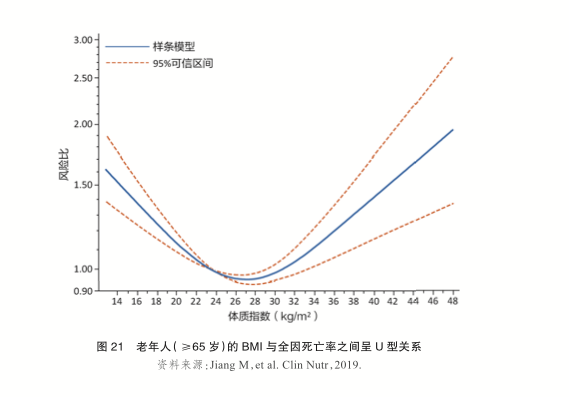 3.00
样条模型
95%可信区间
2.50
2.00
风险比
1.50
1.00
0.90
14 16 18 20 22 24 26 28 30 32 34 36 38 40 42 44 46 48
体质指数（kg/m²）
图 21 老年人（≥65 岁）的 BMI 与全因死亡率之间呈 U 型关系
资料来源:Jiang M,et al. Clin Nutr,2019.